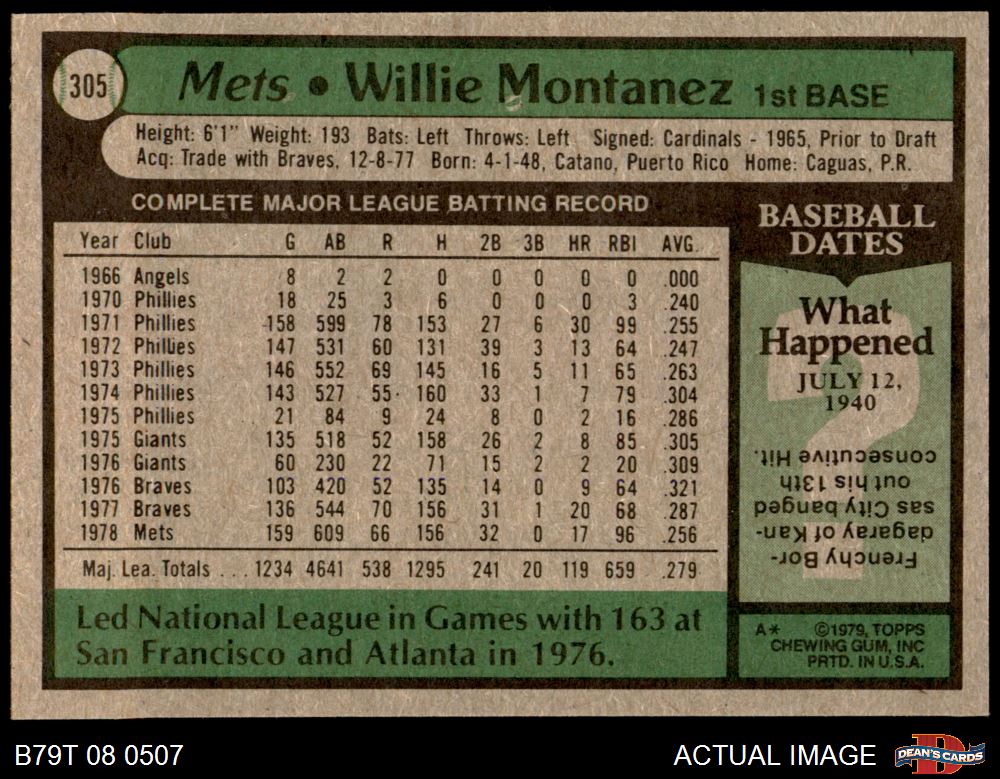 305
Mets • Willie Montanez 1st BASE
Height: 6'1" Weight: 193 Bats: Left Throws: Left Signed: Cardinals - 1965, Prior to Draft
Acq: Trade with Braves, 12-8-77 Born: 4-1-48, Catano, Puerto Rico Home: Caguas, P.R.
COMPLETE MAJOR LEAGUE BATTING RECORD
Year Club G AB R H 2B 3B HR RBI AVG.
1966 Angels 8 2 2 0 0 0 0 0 .000
1970 Phillies 18 25 3 6 0 0 0 3 .240
1971 Phillies 158 599 78 153 27 6 30 99 .255
1972 Phillies 147 531 60 131 39 3 13 64 .247
1973 Phillies 146 552 69 145 16 5 11 65 .263
1974 Phillies 143 527 55 160 33 1 7 79 .304
1975 Phillies 21 84 9 24 8 0 2 16 .286
1975 Giants 135 518 52 158 26 2 8 85 .305
1976 Giants 60 230 22 71 15 2 2 20 .309
1976 Braves 103 420 52 135 14 0 9 64 .321
1977 Braves 136 544 70 156 31 1 20 68 .287
1978 Mets 159 609 66 156 32 0 17 96 .256
Maj. Lea. Totals ... 1234 4641 538 1295 241 20 119 659 .279
Led National League in Games with 163 at
San Francisco and Atlanta in 1976.
BASEBALL
DATES
What
Happened
JULY 12,
1940
?
Frenchy Bor-
dagaray of Kan-
sas City banged
out his 13th
consecutive Hit.
A* ©1979, TOPPS
CHEWING GUM, INC
PRTD. IN U.S.A.
B79T 08 0507
ACTUAL IMAGE
D
DEAN'S CARDS